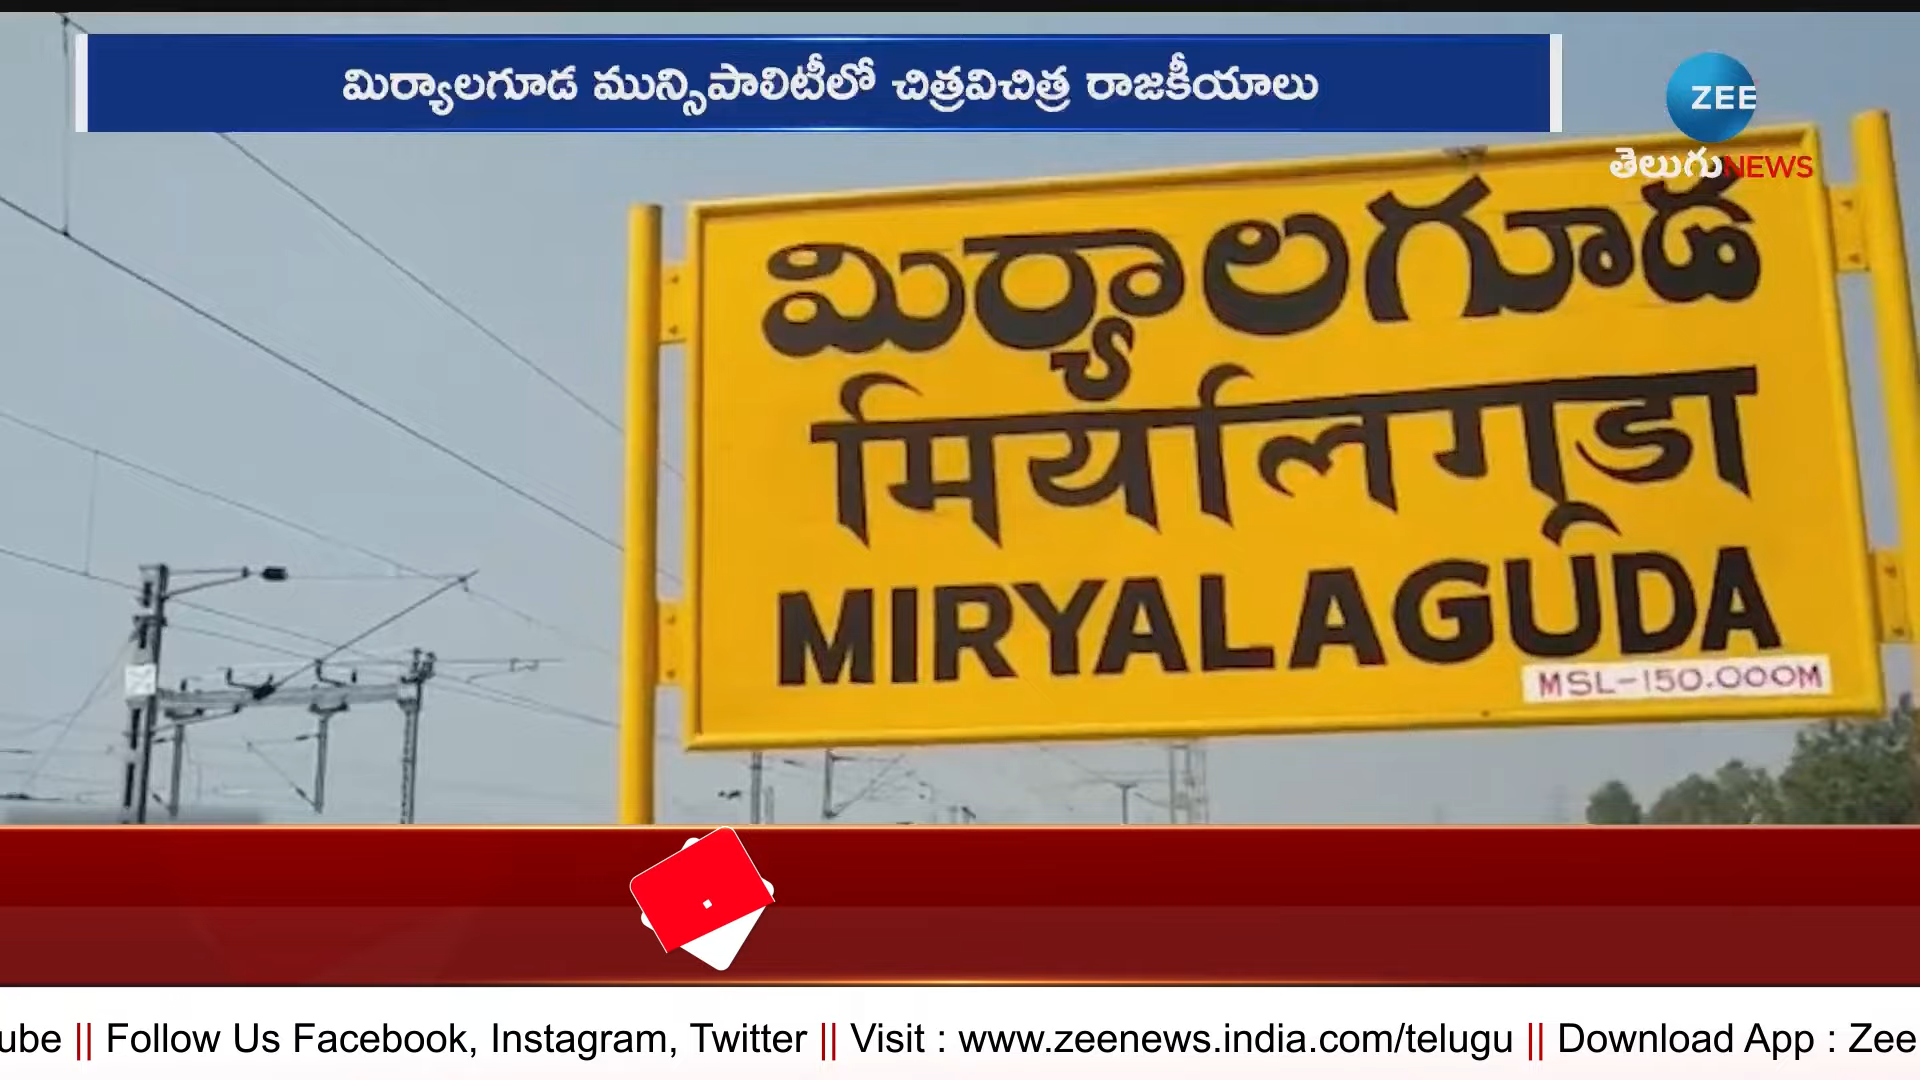 మిర్యాలగూడ మున్సిపాలిటీలో చిత్రవిచిత్ర రాజకీయాలు
ZEE
తెలుగు NEWS
మిర్యాలగూడ
मिर्यालगूडा
MIRYALAGUDA
MSL-150.000M
ube || Follow Us Facebook, Instagram, Twitter || Visit : www.zeenews.india.com/telugu || Download App : Zee